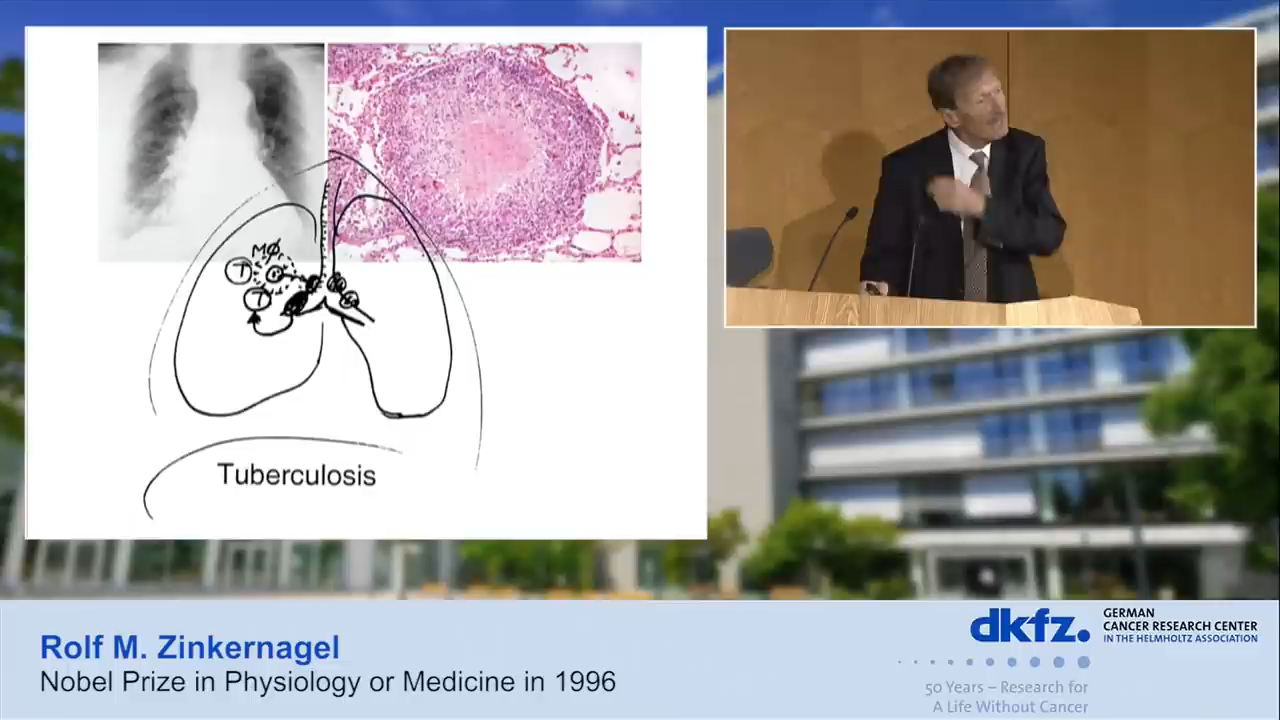 MØ
T
T
Tuberculosis
Rolf M. Zinkernagel
Nobel Prize in Physiology or Medicine in 1996
dkfz.
GERMAN
CANCER RESEARCH CENTER
IN THE HELMHOLTZ ASSOCIATION
50 Years – Research for
A Life Without Cancer